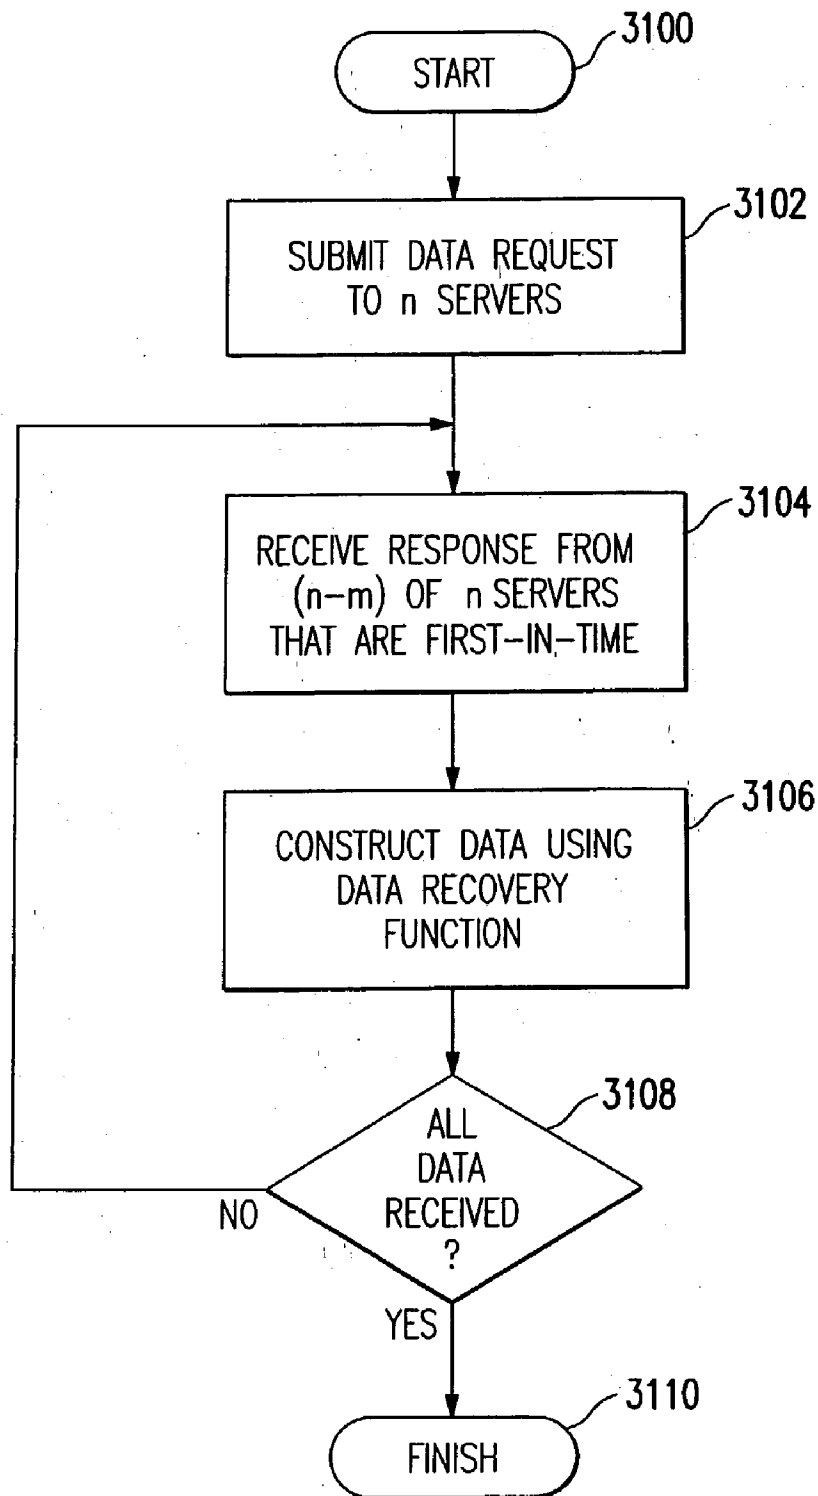 3100
START
3102
SUBMIT DATA REQUEST
TO n SERVERS
3104
RECEIVE RESPONSE FROM
(n-m) OF n SERVERS
THAT ARE FIRST-IN-TIME
3106
CONSTRUCT DATA USING
DATA RECOVERY
FUNCTION
3108
ALL
DATA
RECEIVED
?
NO
YES
3110
FINISH